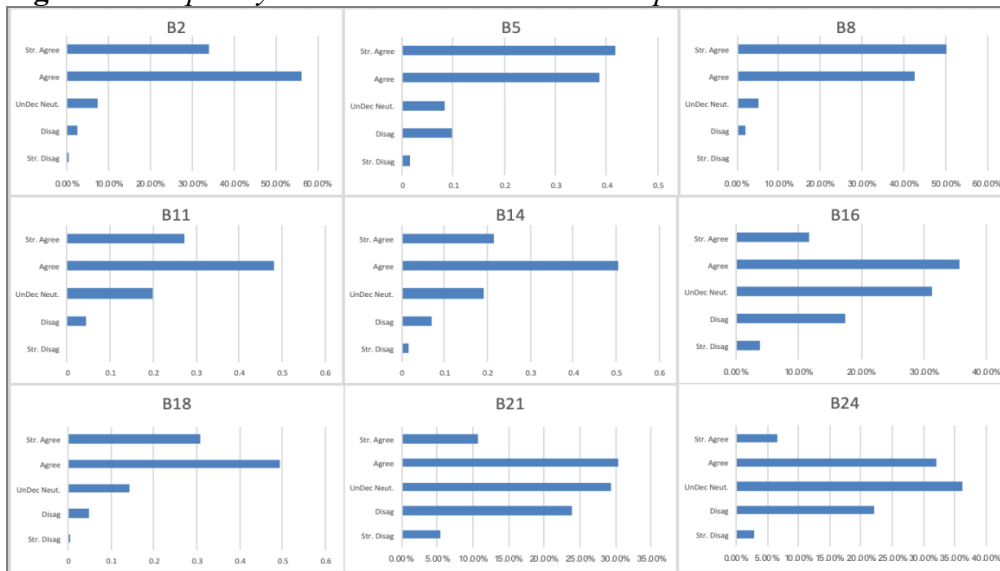 B2
Str. Agree
Agree
UnDec Neut.
Disag
Str. Disag
0.00% 10.00% 20.00% 30.00% 40.00% 50.00% 60.00%
B5
Str. Agree
Agree
UnDec Neut.
Disag
Str. Disag
0 0.1 0.2 0.3 0.4 0.5
B8
Str. Agree
Agree
UnDec Neut.
Disag
Str. Disag
0.00% 10.00% 20.00% 30.00% 40.00% 50.00% 60.00%
B11
Str. Agree
Agree
UnDec Neut.
Disag
Str. Disag
0 0.1 0.2 0.3 0.4 0.5 0.6
B14
Str. Agree
Agree
UnDec Neut.
Disag
Str. Disag
0 0.1 0.2 0.3 0.4 0.5 0.6
B16
Str. Agree
Agree
UnDec Neut.
Disag
Str. Disag
0.00% 10.00% 20.00% 30.00% 40.00%
B18
Str. Agree
Agree
UnDec Neut.
Disag
Str. Disag
0 0.1 0.2 0.3 0.4 0.5 0.6
B21
Str. Agree
Agree
UnDec Neut.
Disag
Str. Disag
0.00% 5.00% 10.00% 15.00% 20.00% 25.00% 30.00% 35.00%
B24
Str. Agree
Agree
UnDec Neut.
Disag
Str. Disag
0.00% 5.00% 10.00% 15.00% 20.00% 25.00% 30.00% 35.00% 40.00%